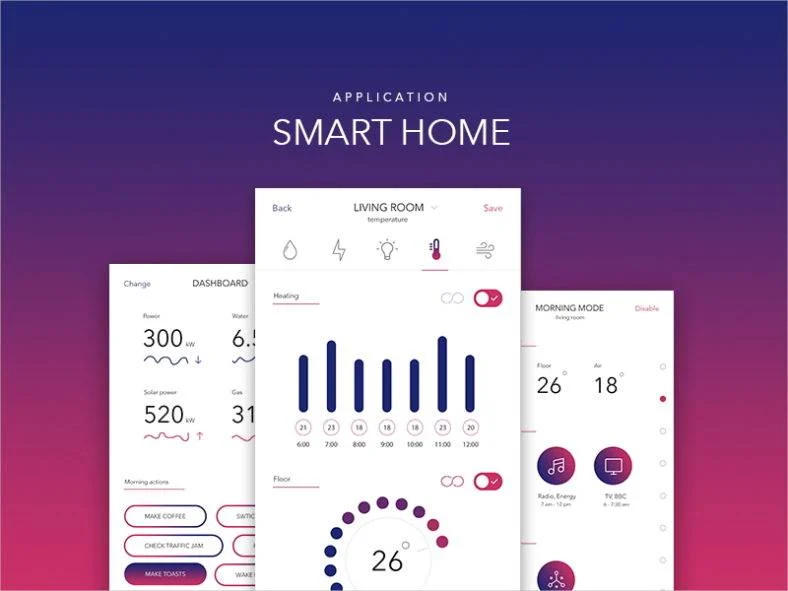 APPLICATION
SMART HOME
Back
LIVING ROOM
Save
temperature
Heating
21 23 18 18 18 23 20
6:00 7:00 8:00 9:00 10:00 11:00 12:00
Floor
26°
Change
DASHBOARD
Power
Water
300 kW
6.5
Solar power
Gas
520 kW
31
Morning actions
MAKE COFFEE
CHECK TRAFFIC JAM
MAKE TOASTS
WAKE
MORNING MODE
Disable
living room
Floor
Air
26°
18°
Radio, Energy
TV, BBC
7 am - 12 pm
6 - 7:30 am